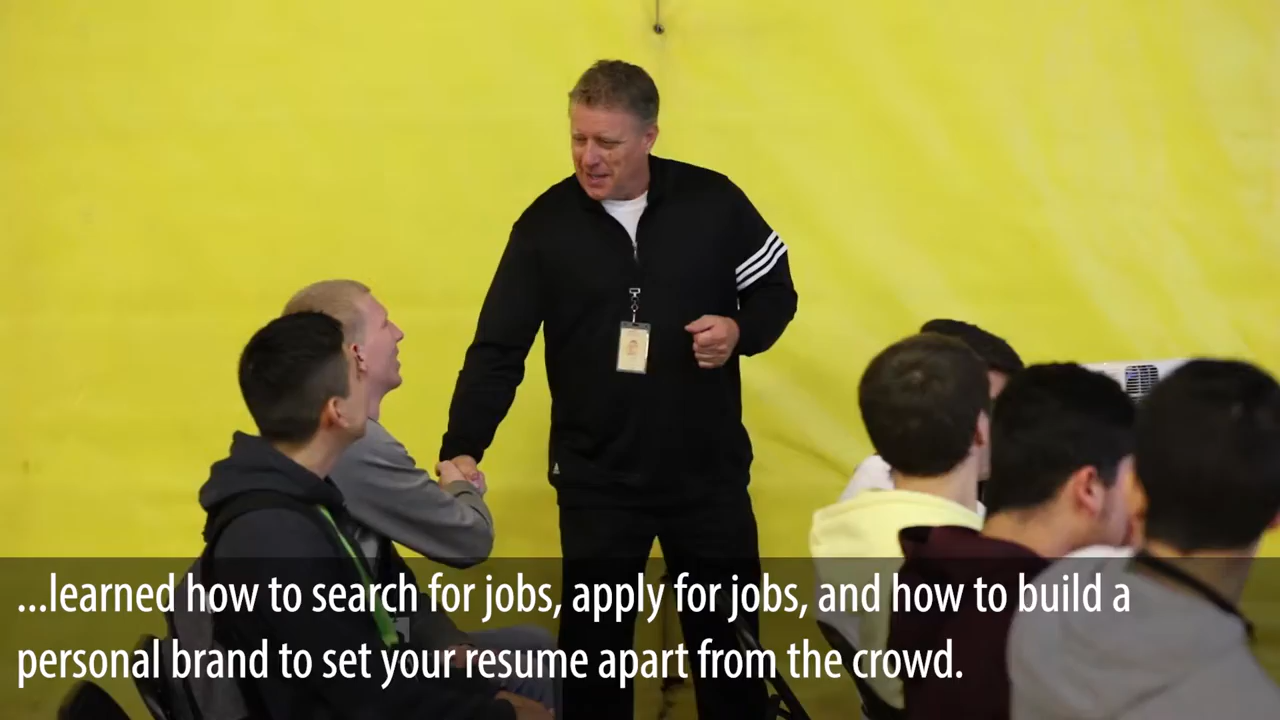 ...learned how to search for jobs, apply for jobs, and how to build a
personal brand to set your resume apart from the crowd.